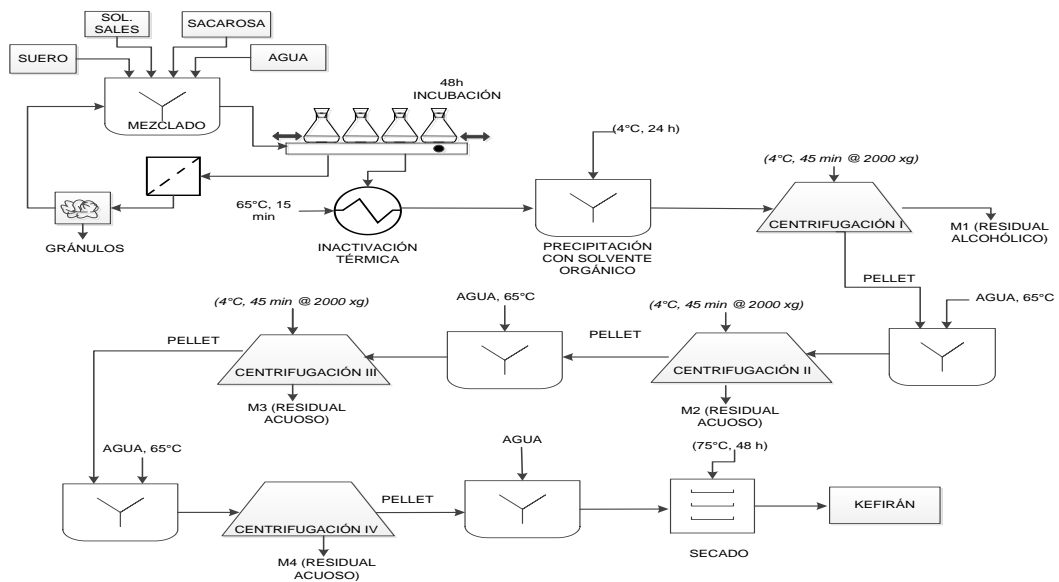 SOL.
SALES
SACAROSA
SUERO
AGUA
MEZCLADO
48h
INCUBACIÓN
GRÁNULOS
65°C, 15
min
INACTIVACIÓN
TÉRMICA
(4°C, 24 h)
PRECIPITACIÓN
CON SOLVENTE
ORGÁNICO
(4°C, 45 min @ 2000 xg)
CENTRIFUGACIÓN I
M1 (RESIDUAL
ALCOHÓLICO)
PELLET
AGUA, 65°C
(4°C, 45 min @ 2000 xg)
CENTRIFUGACIÓN II
M2 (RESIDUAL
ACUOSO)
PELLET
AGUA, 65°C
(4°C, 45 min @ 2000 xg)
CENTRIFUGACIÓN III
M3 (RESIDUAL
ACUOSO)
PELLET
AGUA, 65°C
CENTRIFUGACIÓN IV
M4 (RESIDUAL
ACUOSO)
PELLET
AGUA
(75°C, 48 h)
SECADO
KEFIRÁN